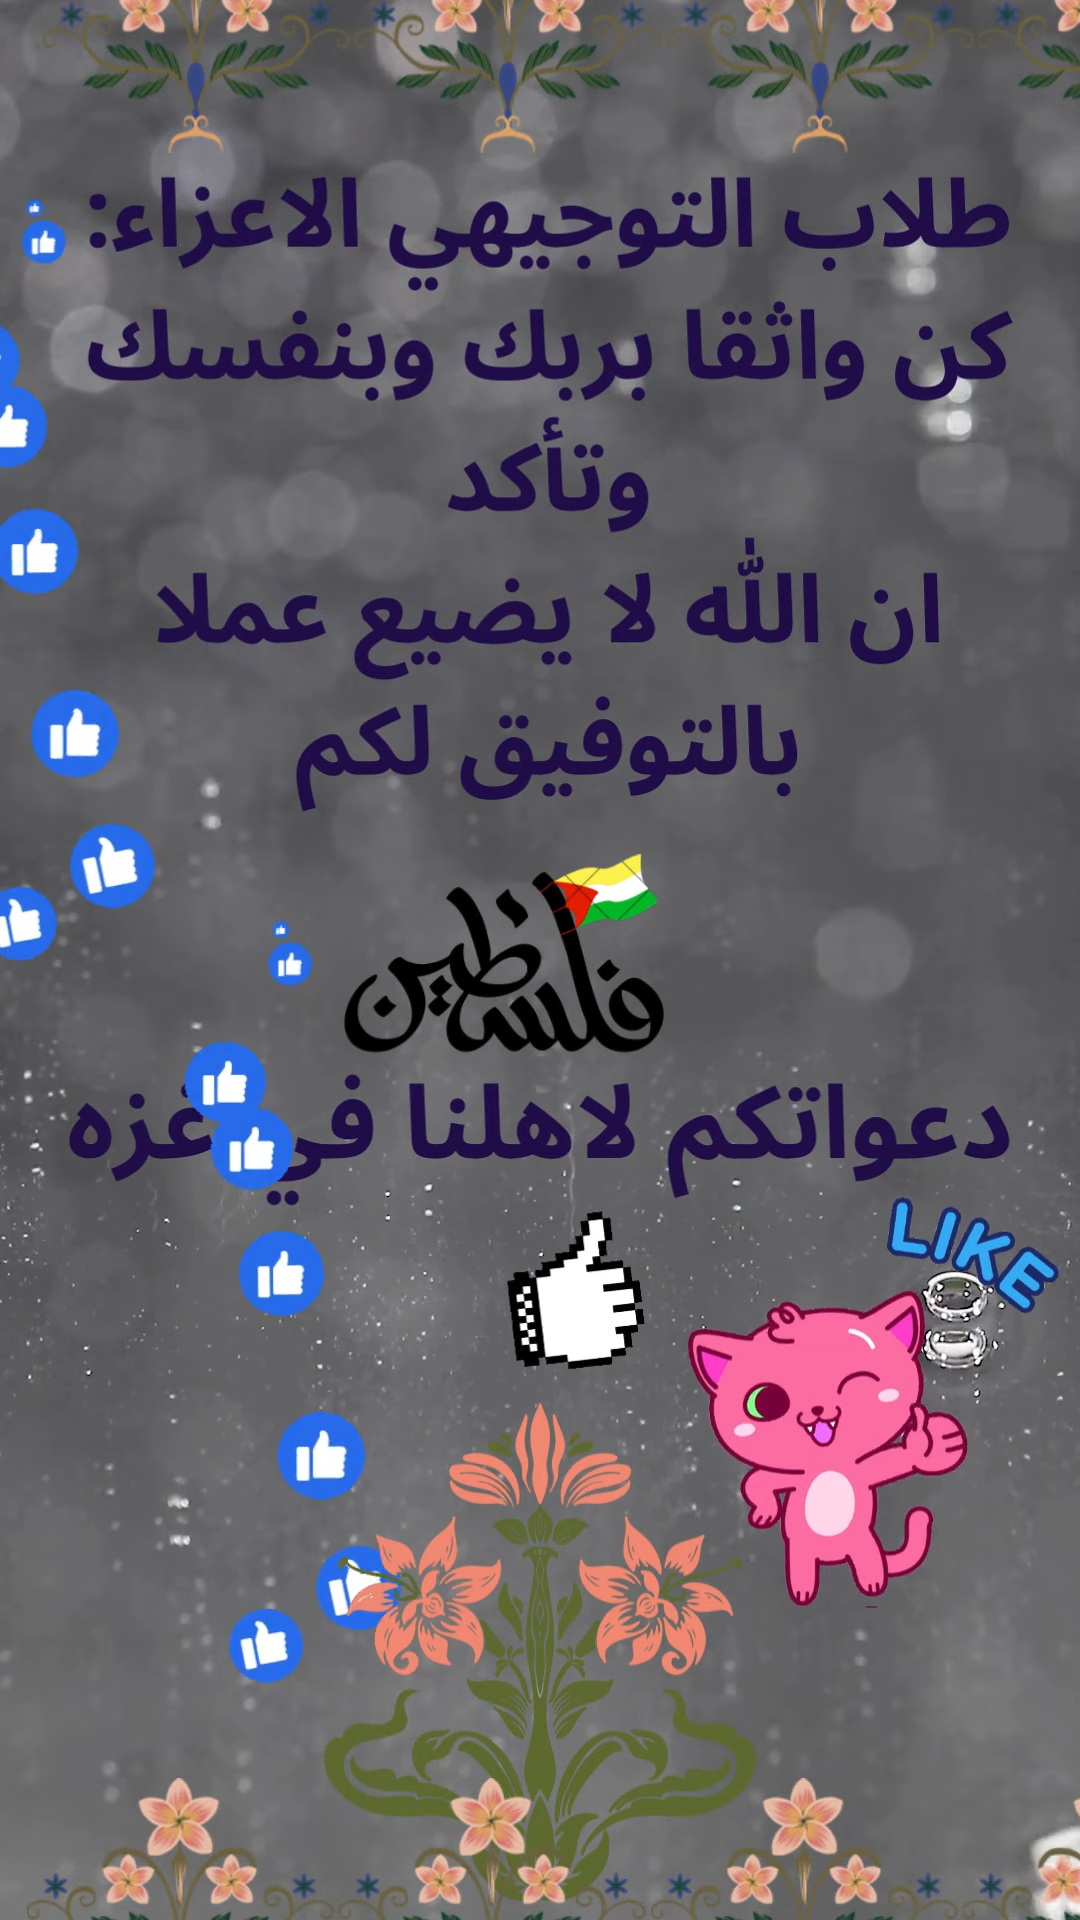 طلاب التوجيهي الاعزاء:
كن واثقا بربك وبنفسك
وتأكد
ان الله لا يضيع عملا
بالتوفيق لكم
فلسطين
دعواتكم لاهلنا في غزه
LIKE